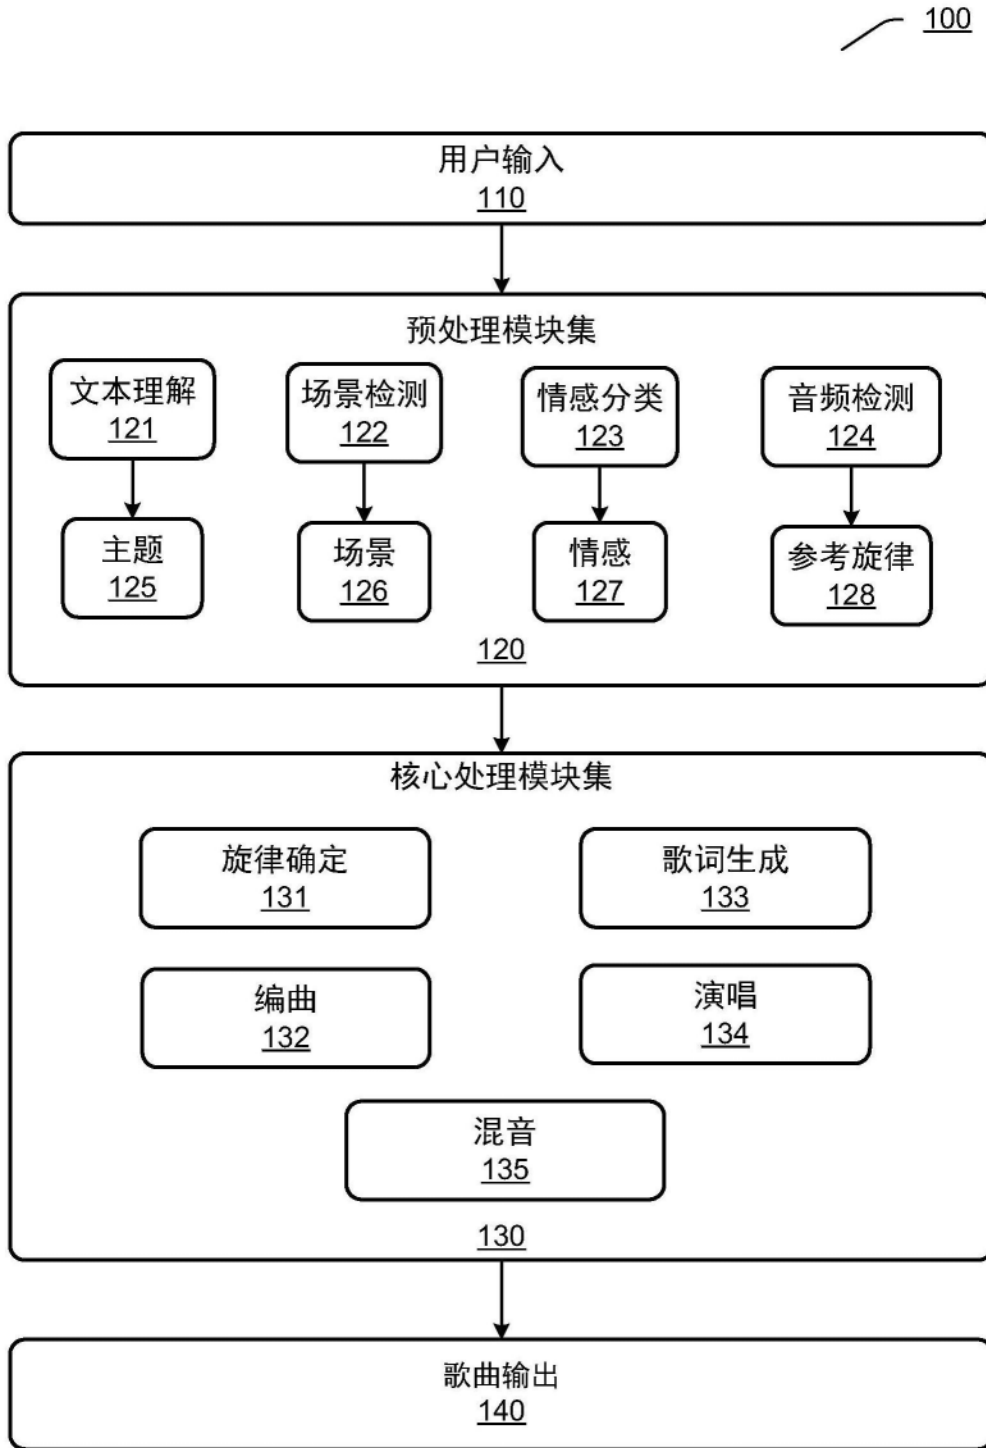 100
用户输入
110
预处理模块集
文本理解
121
场景检测
122
情感分类
123
音频检测
124
主题
125
场景
126
情感
127
参考旋律
128
120
核心处理模块集
旋律确定
131
歌词生成
133
编曲
132
演唱
134
混音
135
130
歌曲输出
140